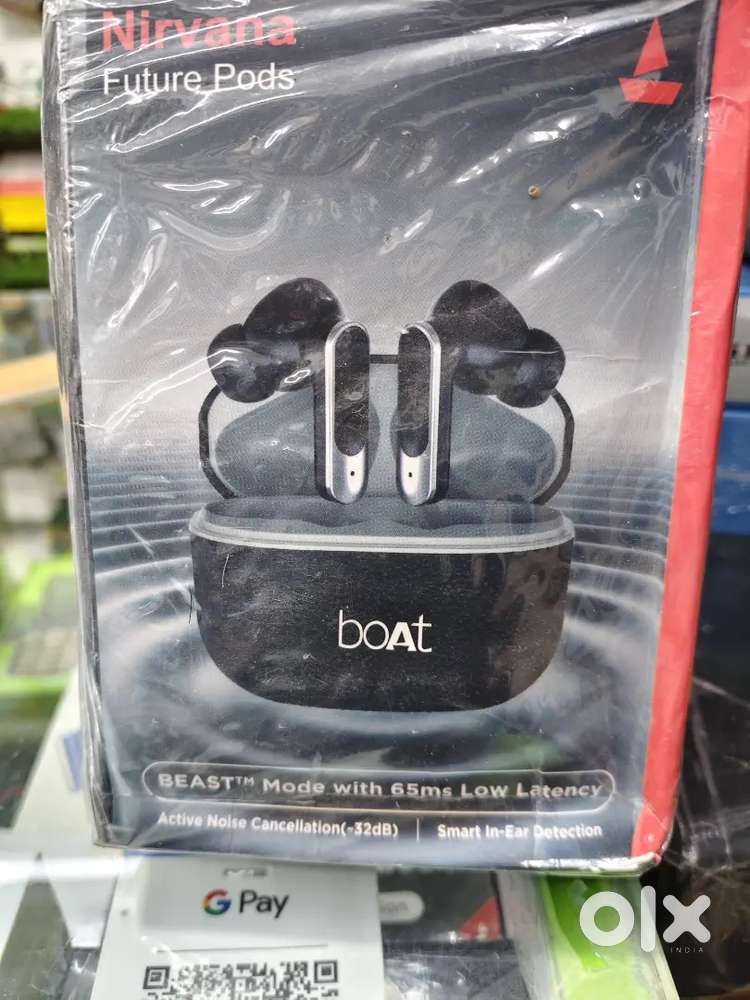 Nirvana
Future Pods
boAt
BEAST™ Mode with 65ms Low Latency
Active Noise Cancellation(~32dB) | Smart In-Ear Detection
G Pay
olx
INDIA